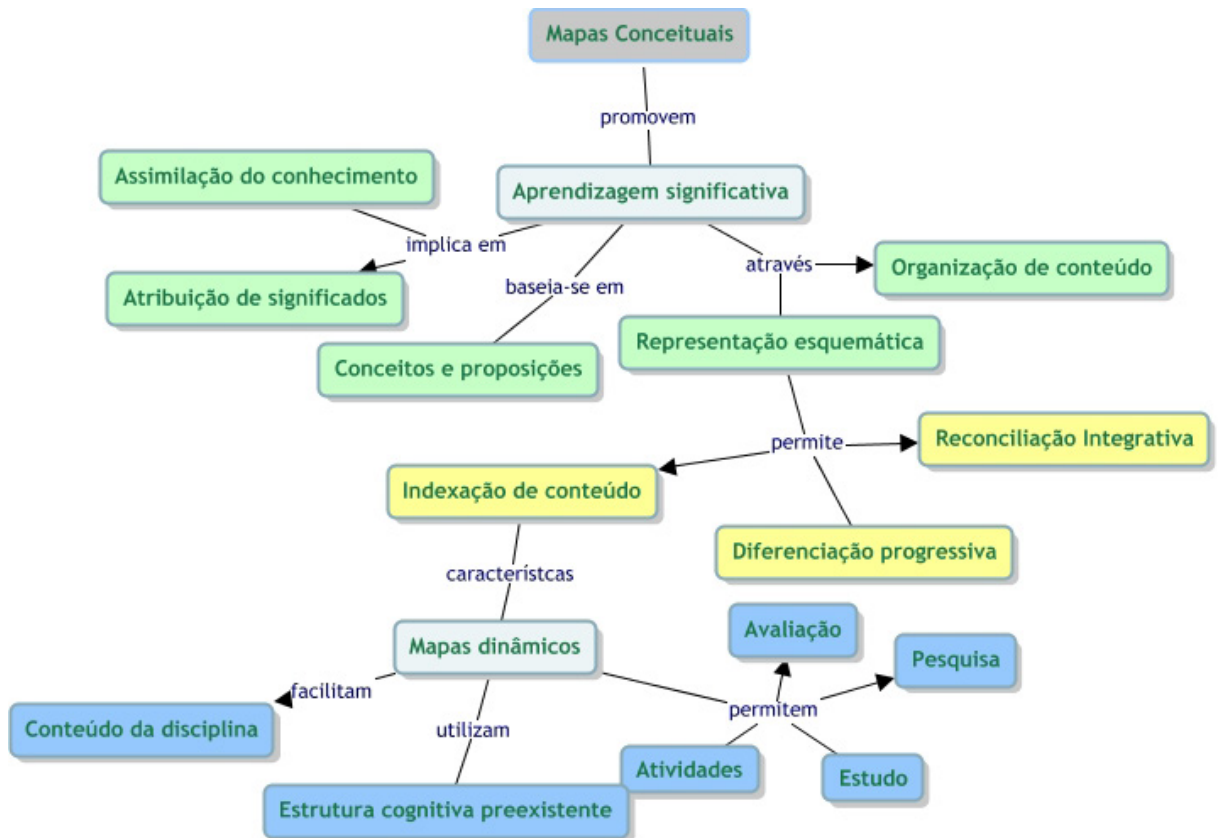 Mapas Conceituais
promovem
Assimilação do conhecimento
Aprendizagem significativa
implica em
através
Organização de conteúdo
Atribuição de significados
baseia-se em
Representação esquemática
Conceitos e proposições
permite
Reconciliação Integrativa
Indexação de conteúdo
Diferenciação progressiva
característcas
Avaliação
Mapas dinâmicos
Pesquisa
facilitam
permitem
Conteúdo da disciplina
utilizam
Atividades
Estudo
Estrutura cognitiva preexistente